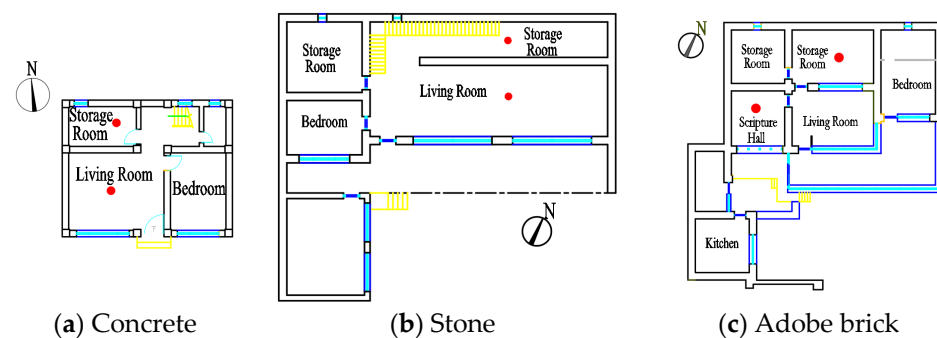 N
Storage
Room
Living Room
Bedroom
(a) Concrete
Storage
Room
Storage
Room
Living Room
Bedroom
N
(b) Stone
N
Storage
Room
Storage
Room
Bedroom
Scripture
Hall
Living Room
Kitchen
(c) Adobe brick